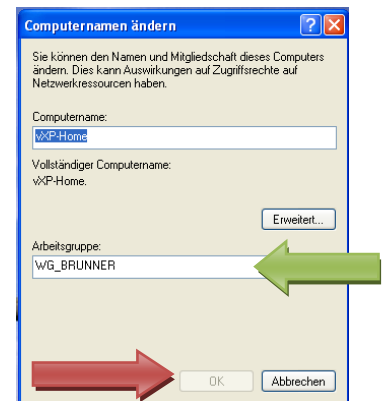 Computernamen ändern
Sie können den Namen und Mitgliedschaft dieses Computers
ändern. Dies kann Auswirkungen auf Zugriffsrechte auf
Netzwerkressourcen haben.
Computername:
vXP-Home
Vollständiger Computername:
vXP-Home.
Erweitert...
Arbeitsgruppe:
WG_BRUNNER
OK
Abbrechen